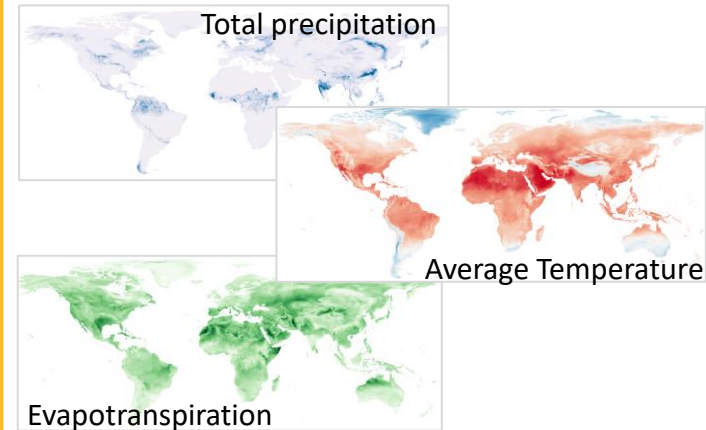 Total precipitation
Average Temperature
Evapotranspiration